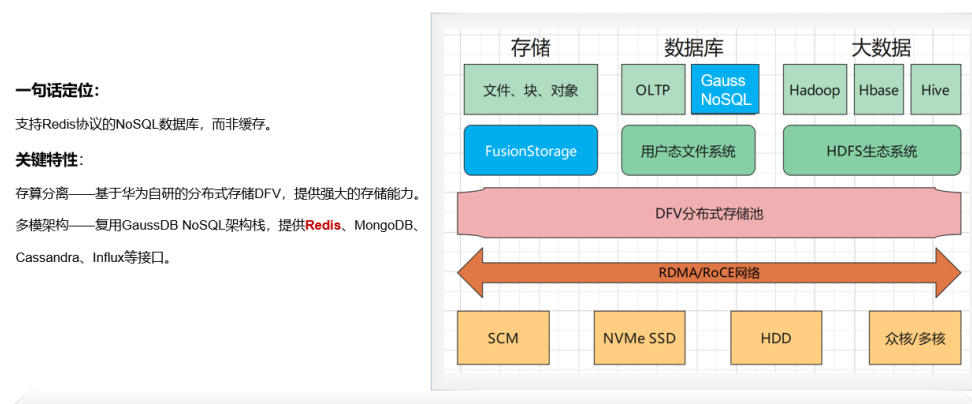 一句话定位：
支持Redis协议的NoSQL数据库，而非缓存。
关键特性：
存算分离——基于华为自研的分布式存储DFV，提供强大的存储能力。
多模架构——复用GaussDB NoSQL架构栈，提供Redis、MongoDB、
Cassandra、Influx等接口。
存储
数据库
大数据
文件、块、对象
OLTP
Gauss
NoSQL
Hadoop
Hbase
Hive
FusionStorage
用户态文件系统
HDFS生态系统
DFV分布式存储池
RDMA/RoCE网络
SCM
NVMe SSD
HDD
众核/多核